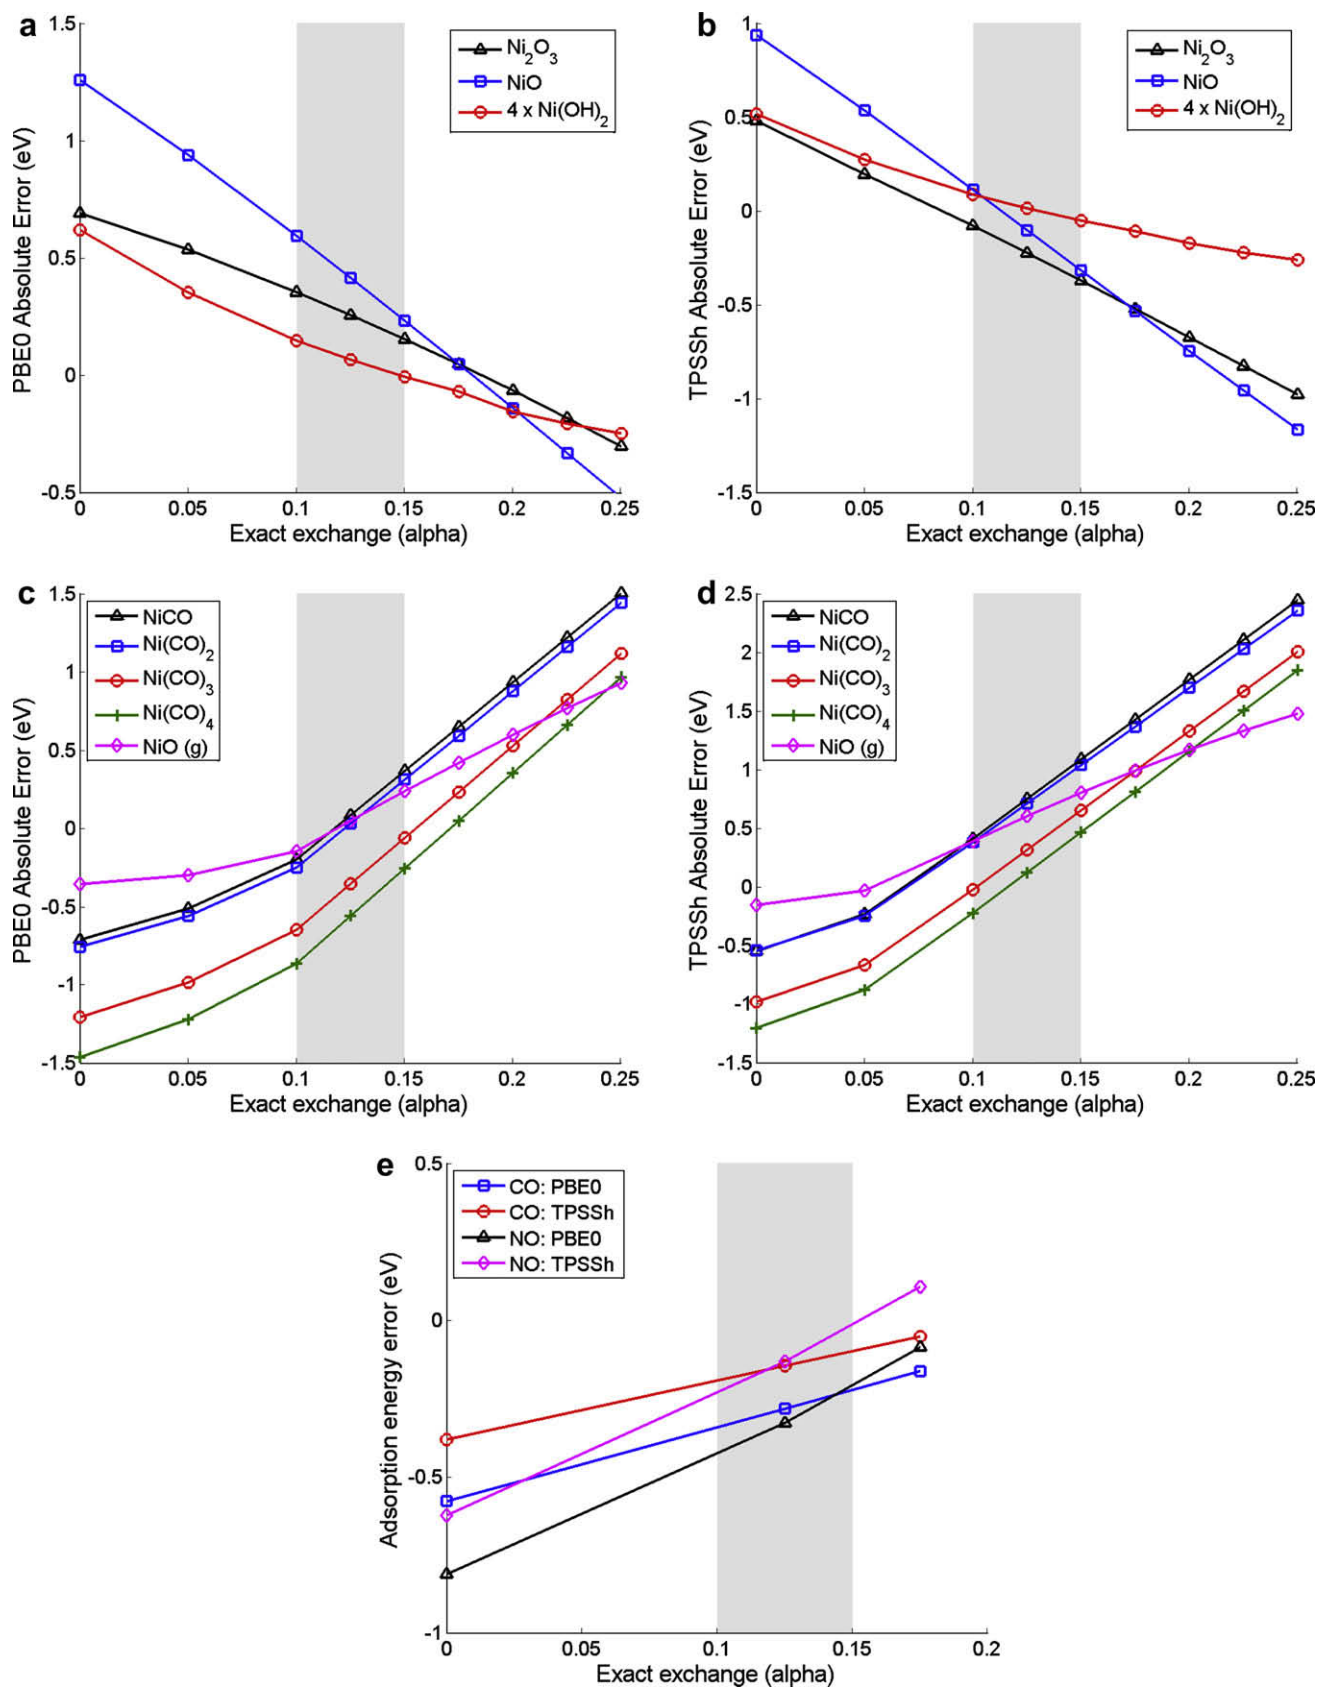 a
1.5
1
0.5
0
-0.5
0
0.05
0.1
0.15
0.2
0.25
PBE0 Absolute Error (eV)
Exact exchange (alpha)
Ni₂O₃
NiO
4 x Ni(OH)₂
b
1
0.5
0
-0.5
-1
-1.5
0
0.05
0.1
0.15
0.2
0.25
TPSSh Absolute Error (eV)
Exact exchange (alpha)
Ni₂O₃
NiO
4 x Ni(OH)₂
c
1.5
1
0.5
0
-0.5
-1
-1.5
0
0.05
0.1
0.15
0.2
0.25
PBE0 Absolute Error (eV)
Exact exchange (alpha)
NiCO
Ni(CO)₂
Ni(CO)₃
Ni(CO)₄
NiO (g)
d
2.5
2
1.5
1
0.5
0
-0.5
-1
-1.5
0
0.05
0.1
0.15
0.2
0.25
TPSSh Absolute Error (eV)
Exact exchange (alpha)
NiCO
Ni(CO)₂
Ni(CO)₃
Ni(CO)₄
NiO (g)
e
0.5
0
-0.5
-1
0
0.05
0.1
0.15
0.2
Adsorption energy error (eV)
Exact exchange (alpha)
CO: PBE0
CO: TPSSh
NO: PBE0
NO: TPSSh